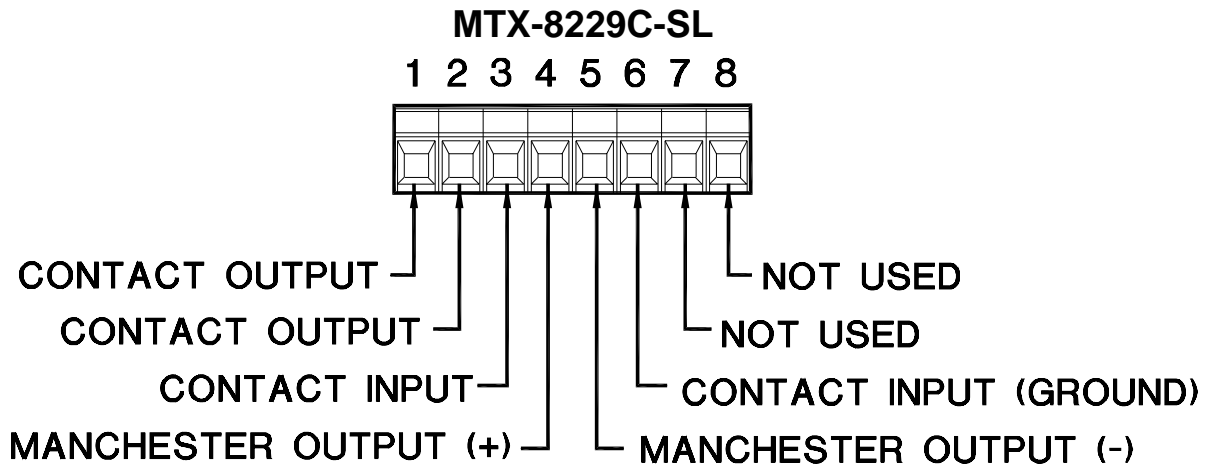 MTX-8229C-SL
1 2 3 4 5 6 7 8
CONTACT OUTPUT
NOT USED
CONTACT OUTPUT
NOT USED
CONTACT INPUT
CONTACT INPUT (GROUND)
MANCHESTER OUTPUT (+)
MANCHESTER OUTPUT (-)